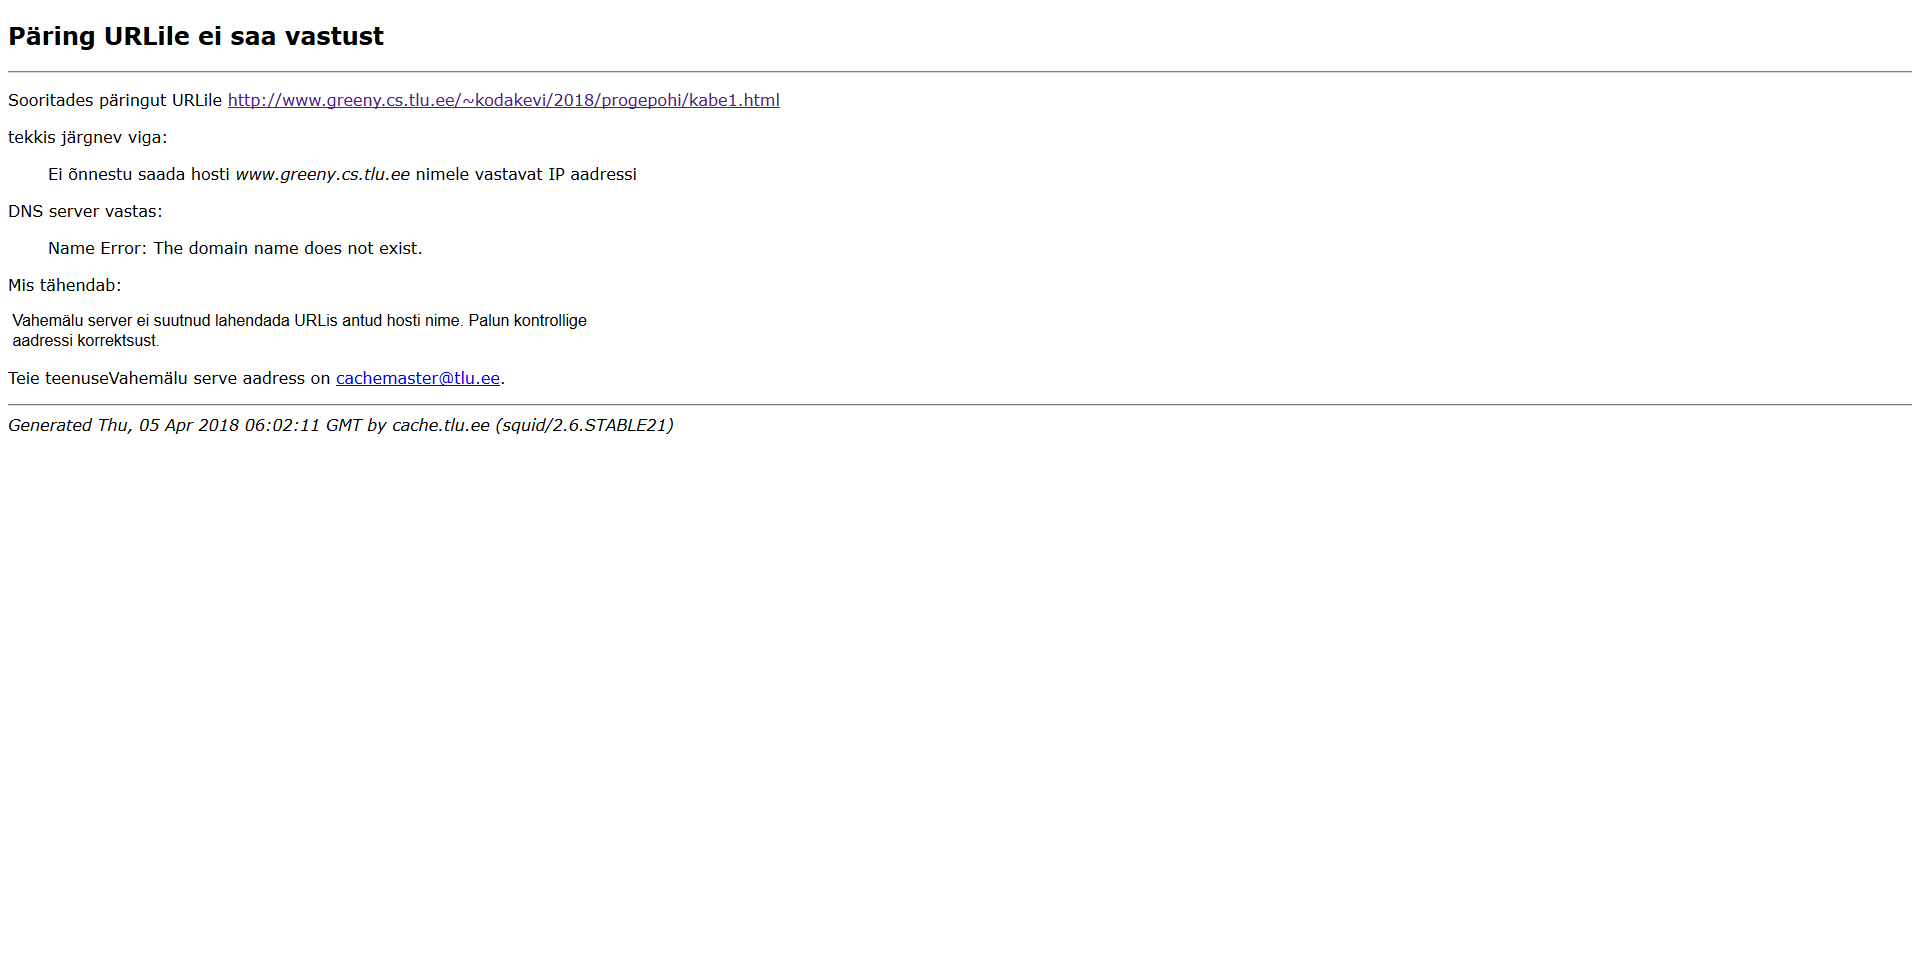 Päring URLile ei saa vastust
Sooritades päringut URLile http://www.greeny.cs.tlu.ee/~kodakevi/2018/progepohi/kabe1.html
tekkis järgnev viga:
Ei õnnestu saada hosti www.greeny.cs.tlu.ee nimele vastavat IP aadressi
DNS server vastas:
Name Error: The domain name does not exist.
Mis tähendab:
Vahemälu server ei suutnud lahendada URLis antud hosti nime. Palun kontrollige
aadressi korrektsust.
Teie teenuseVahemälu serve aadress on cachemaster@tlu.ee.
Generated Thu, 05 Apr 2018 06:02:11 GMT by cache.tlu.ee (squid/2.6.STABLE21)